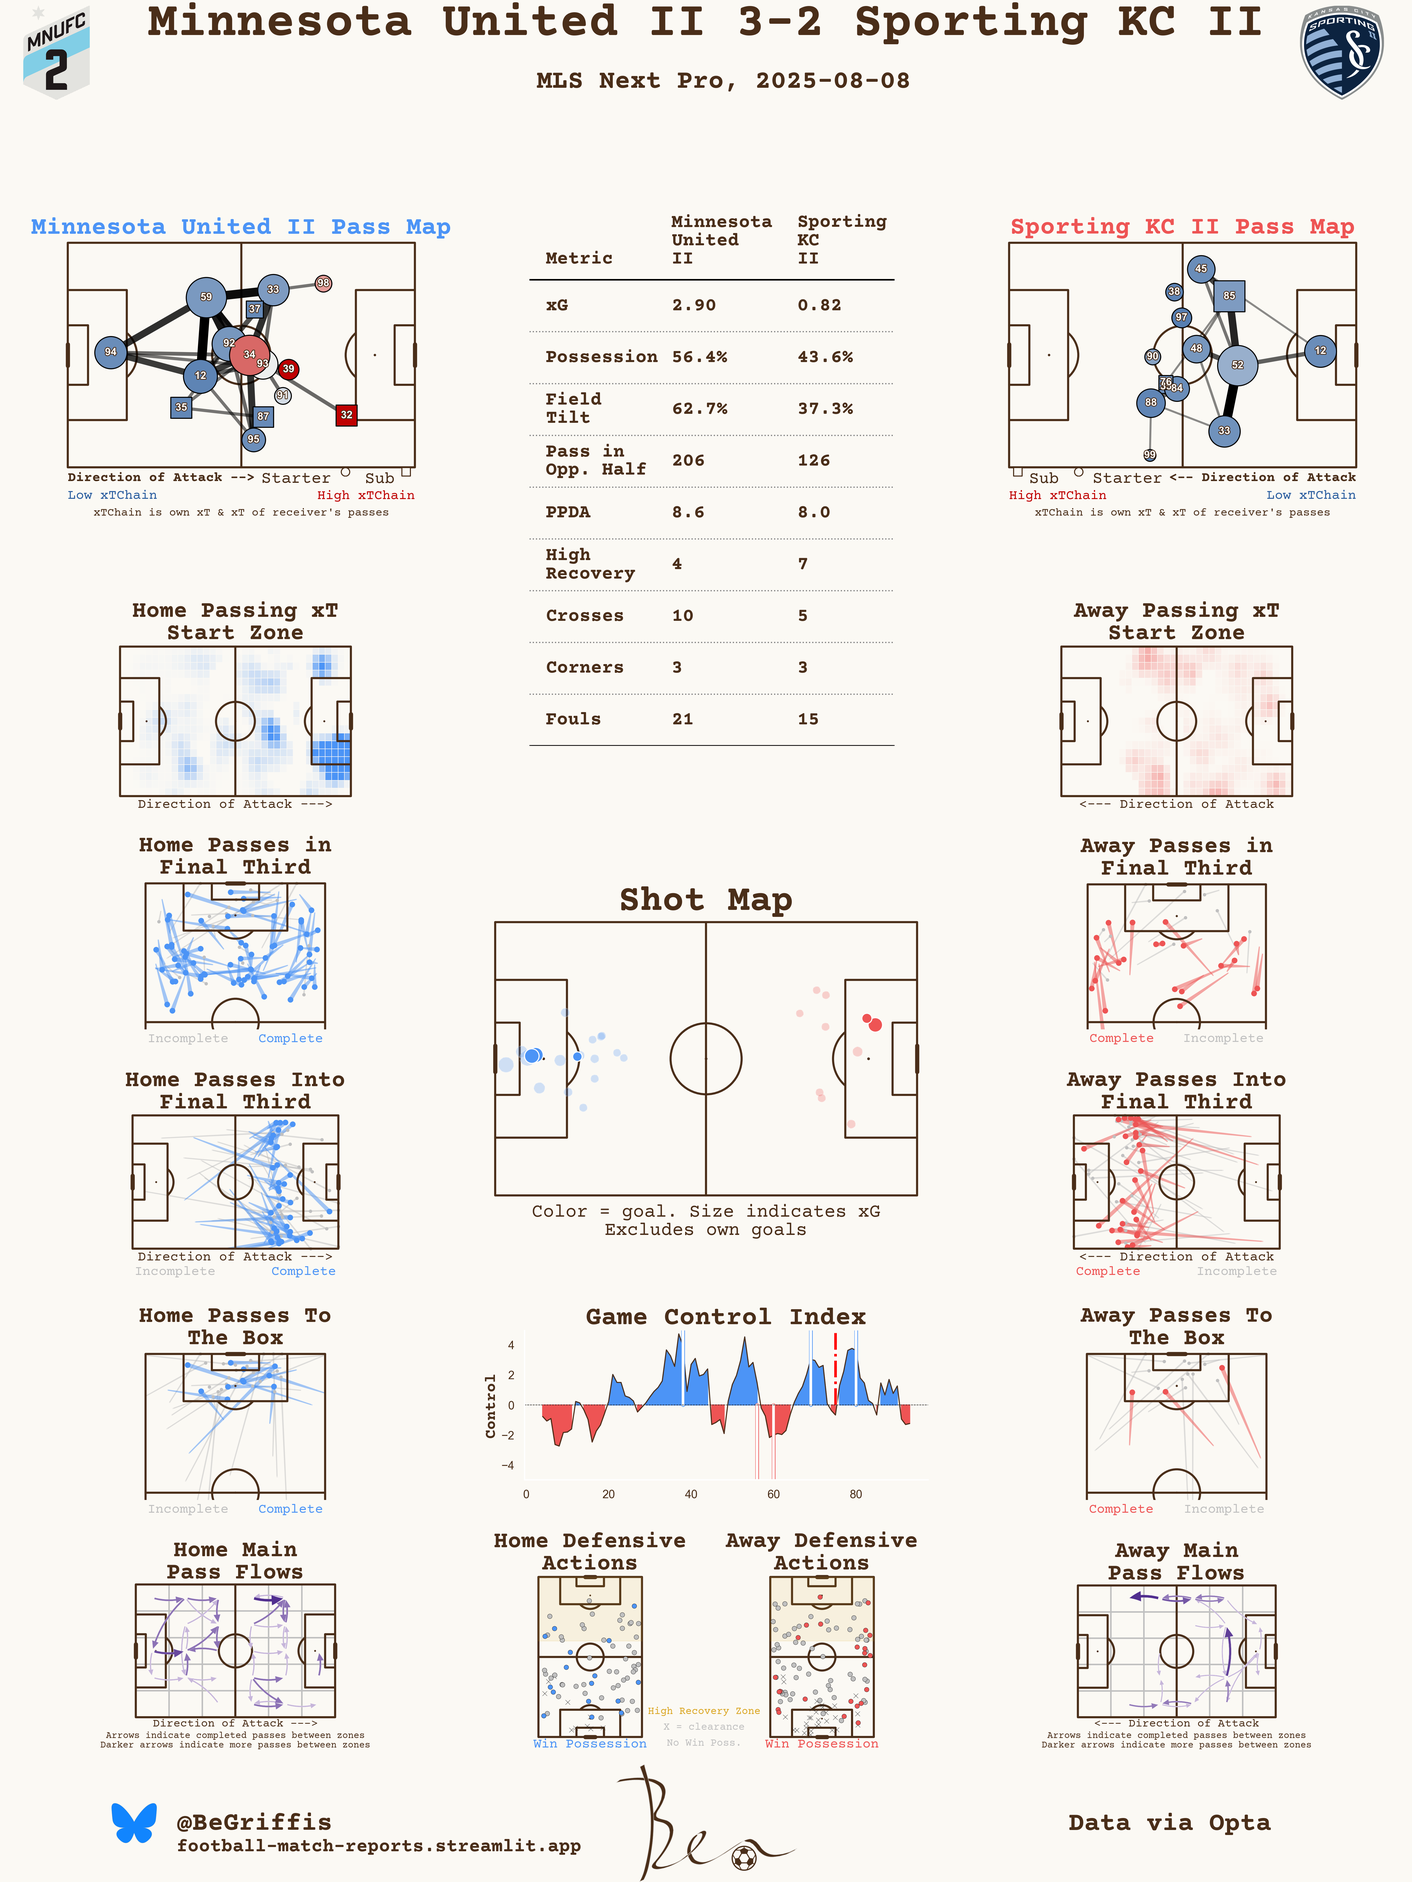 Minnesota United II 3-2 Sporting KC II
MNUFC
2
KANSAS CITY
SPORTING
II
MLS Next Pro, 2025-08-08
Minnesota United II Pass Map
59
33
98
37
92
94
34
93
39
12
91
35
87
32
95
Direction of Attack --> Starter Sub
Low xTChain High xTChain
xTChain is own xT & xT of receiver's passes
Metric
Minnesota
United
II
Sporting
KC
II
xG 2.90 0.82
Possession 56.4% 43.6%
Field
Tilt 62.7% 37.3%
Pass in
Opp. Half 206 126
PPDA 8.6 8.0
High
Recovery 4 7
Crosses 10 5
Corners 3 3
Fouls 21 15
Sporting KC II Pass Map
45
38
85
97
48
90
12
52
76
84
88
33
99
Sub Starter <-- Direction of Attack
High xTChain Low xTChain
xTChain is own xT & xT of receiver's passes
Home Passing xT
Start Zone
Direction of Attack --->
Away Passing xT
Start Zone
<--- Direction of Attack
Home Passes in
Final Third
Incomplete Complete
Away Passes in
Final Third
Complete Incomplete
Shot Map
Color = goal. Size indicates xG
Excludes own goals
Home Passes Into
Final Third
Direction of Attack --->
Incomplete Complete
Away Passes Into
Final Third
<--- Direction of Attack
Complete Incomplete
Home Passes To
The Box
Incomplete Complete
Game Control Index
Control
4
2
0
−2
−4
0 20 40 60 80
Away Passes To
The Box
Complete Incomplete
Home Main
Pass Flows
Direction of Attack --->
Arrows indicate completed passes between zones
Darker arrows indicate more passes between zones
Home Defensive
Actions
Win Possession
Away Defensive
Actions
Win Possession
High Recovery Zone
X = clearance
No Win Poss.
Away Main
Pass Flows
<--- Direction of Attack
Arrows indicate completed passes between zones
Darker arrows indicate more passes between zones
@BeGriffis
football-match-reports.streamlit.app
Ben
Data via Opta